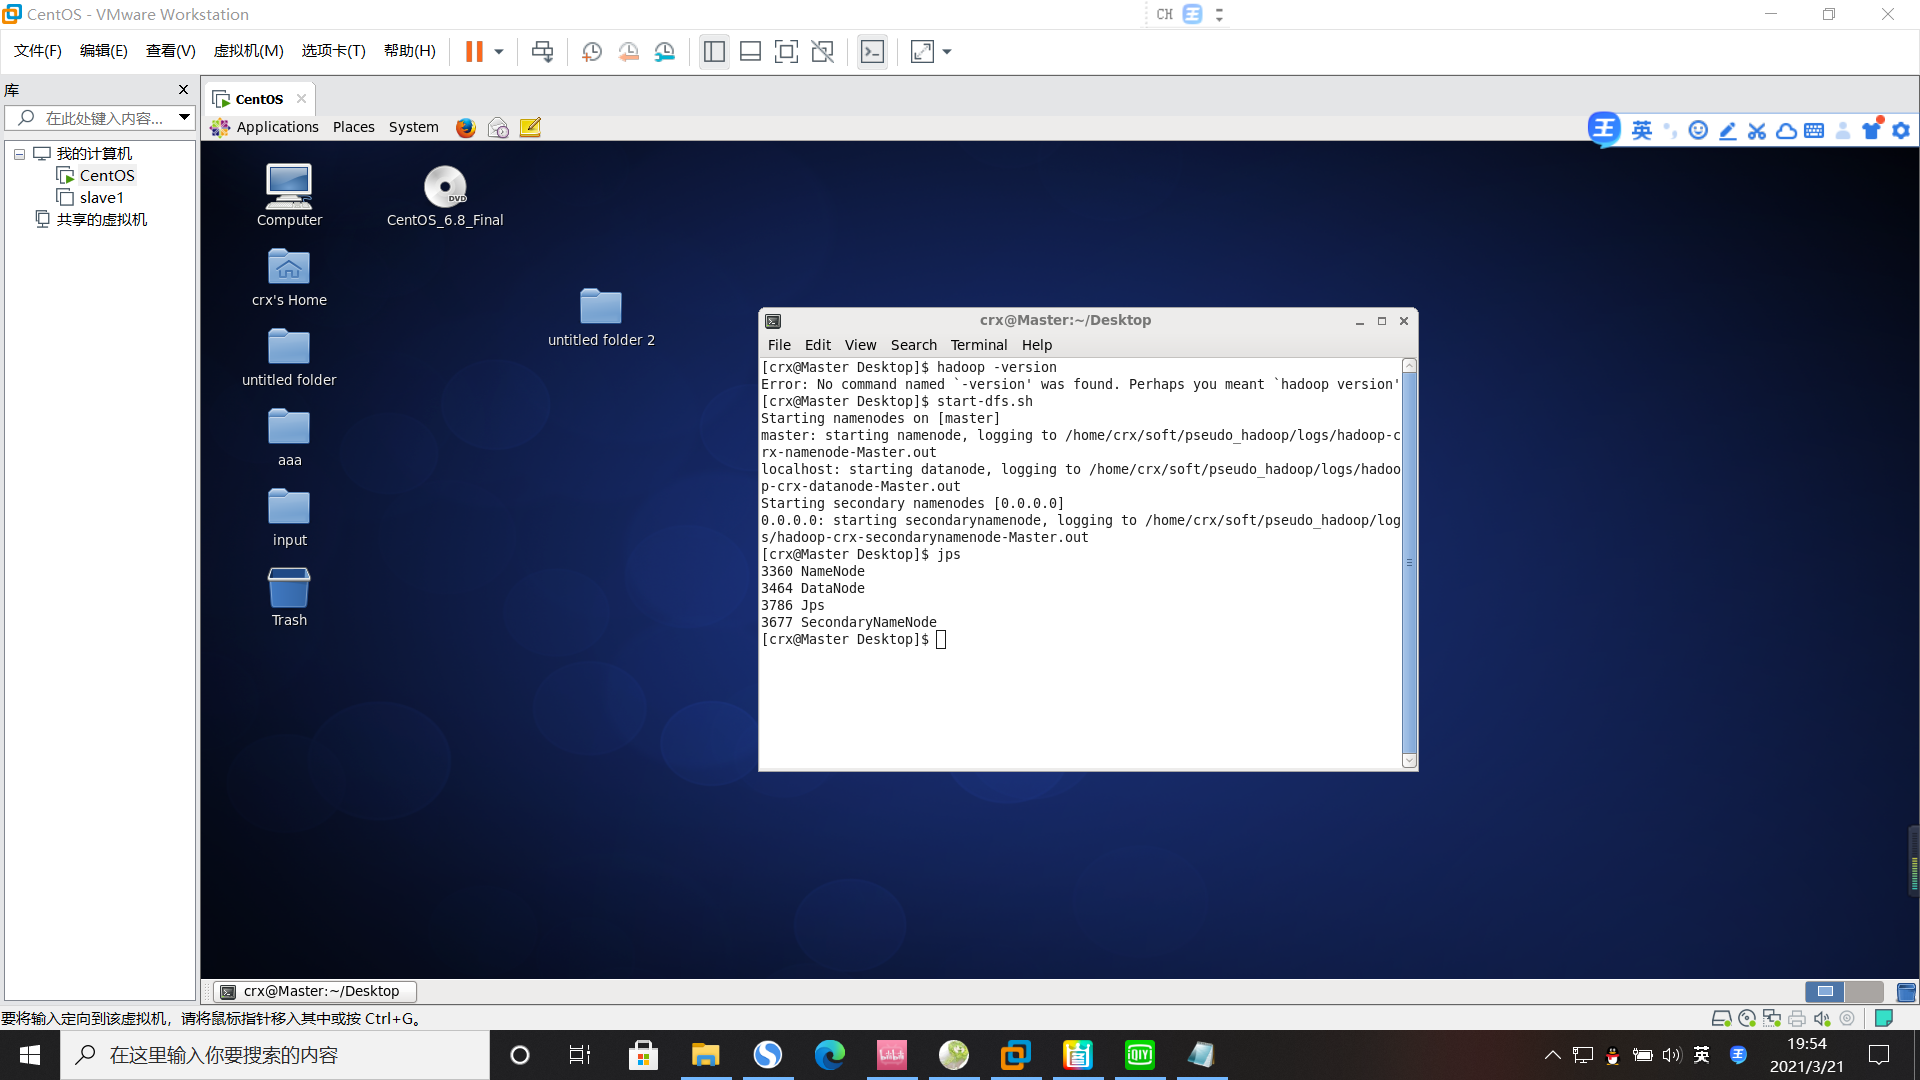 CentOS - VMware Workstation
CH
文件(F) 编辑(E) 查看(V) 虚拟机(M) 选项卡(T) 帮助(H)
库
在此处键入内容...
我的计算机
CentOS
slave1
共享的虚拟机
CentOS
Applications Places System
王 英
Computer
CentOS_6.8_Final
DVD
crx's Home
untitled folder 2
untitled folder
aaa
input
Trash
crx@Master:~/Desktop
File Edit View Search Terminal Help
[crx@Master Desktop]$ hadoop -version
Error: No command named `-version' was found. Perhaps you meant `hadoop version'
[crx@Master Desktop]$ start-dfs.sh
Starting namenodes on [master]
master: starting namenode, logging to /home/crx/soft/pseudo_hadoop/logs/hadoop-c
rx-namenode-Master.out
localhost: starting datanode, logging to /home/crx/soft/pseudo_hadoop/logs/hadoo
p-crx-datanode-Master.out
Starting secondary namenodes [0.0.0.0]
0.0.0.0: starting secondarynamenode, logging to /home/crx/soft/pseudo_hadoop/log
s/hadoop-crx-secondarynamenode-Master.out
[crx@Master Desktop]$ jps
3360 NameNode
3464 DataNode
3786 Jps
3677 SecondaryNameNode
[crx@Master Desktop]$
crx@Master:~/Desktop
要将输入定向到该虚拟机，请将鼠标指针移入其中或按 Ctrl+G。
在这里输入你要搜索的内容
bilibili
QIYI
英
王
19:54
2021/3/21